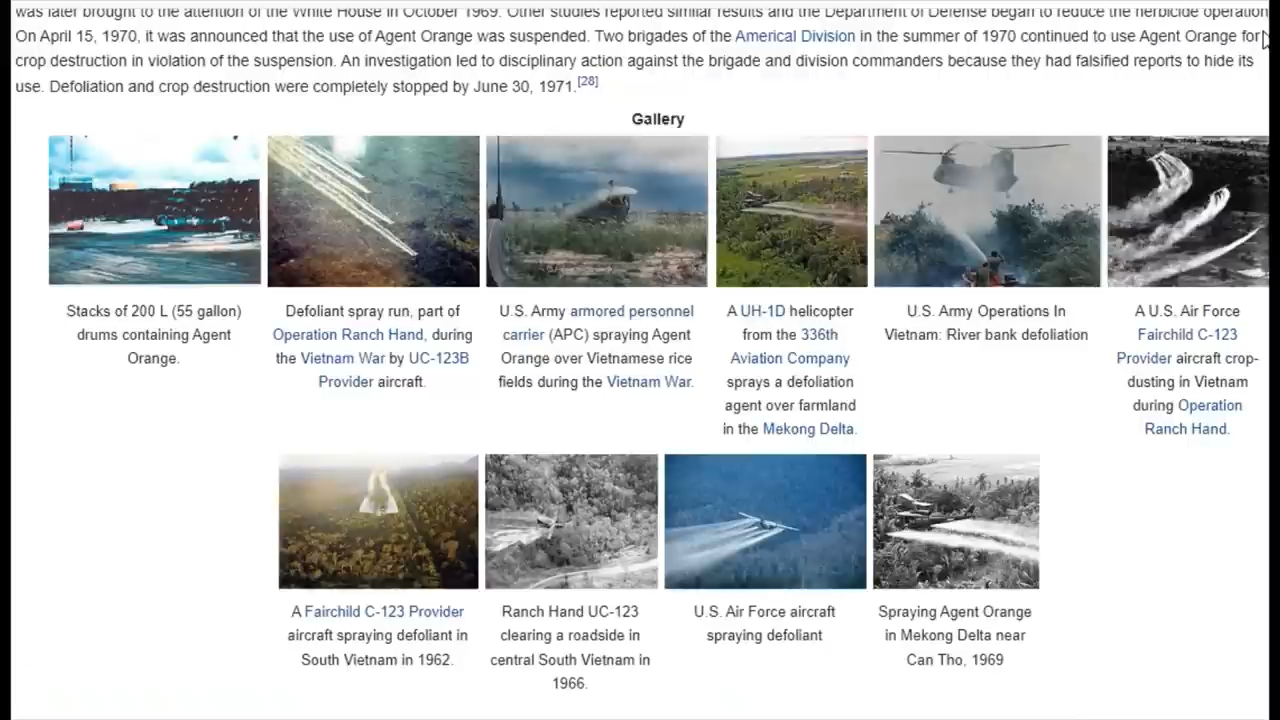 was later brought to the attention of the White House in October 1969. Other studies reported similar results and the Department of Defense began to reduce the herbicide operation
On April 15, 1970, it was announced that the use of Agent Orange was suspended. Two brigades of the Americal Division in the summer of 1970 continued to use Agent Orange for
crop destruction in violation of the suspension. An investigation led to disciplinary action against the brigade and division commanders because they had falsified reports to hide its
use. Defoliation and crop destruction were completely stopped by June 30, 1971.[28]
Gallery
Stacks of 200 L (55 gallon)
drums containing Agent
Orange.
Defoliant spray run, part of
Operation Ranch Hand, during
the Vietnam War by UC-123B
Provider aircraft.
U.S. Army armored personnel
carrier (APC) spraying Agent
Orange over Vietnamese rice
fields during the Vietnam War.
A UH-1D helicopter
from the 336th
Aviation Company
sprays a defoliation
agent over farmland
in the Mekong Delta.
U.S. Army Operations In
Vietnam: River bank defoliation
A U.S. Air Force
Fairchild C-123
Provider aircraft crop-
dusting in Vietnam
during Operation
Ranch Hand.
A Fairchild C-123 Provider
aircraft spraying defoliant in
South Vietnam in 1962.
Ranch Hand UC-123
clearing a roadside in
central South Vietnam in
1966.
U.S. Air Force aircraft
spraying defoliant
Spraying Agent Orange
in Mekong Delta near
Can Tho, 1969